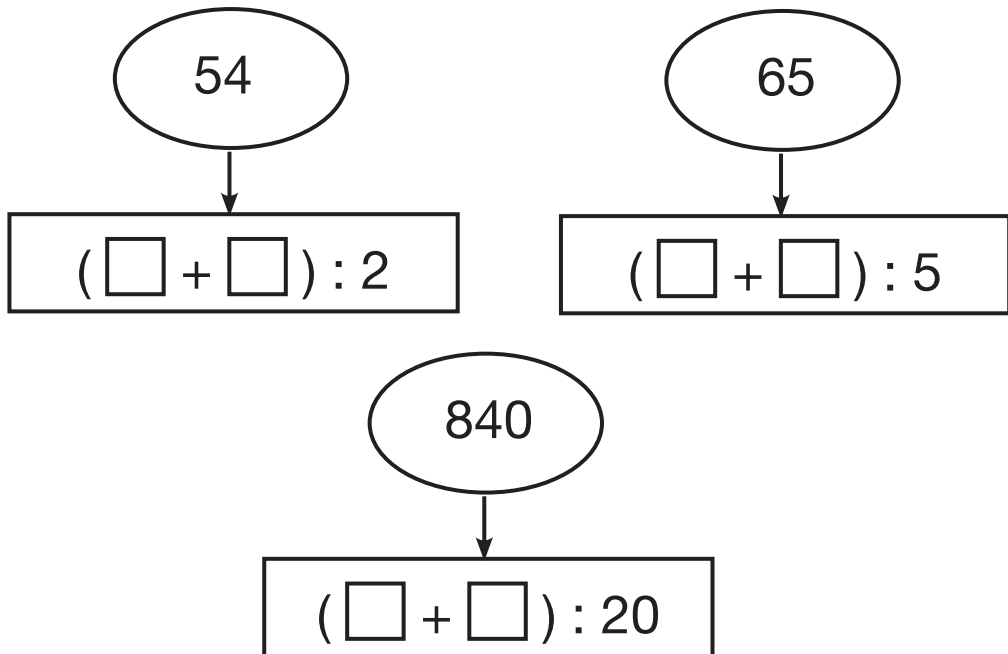 54
65
(□ + □) : 2
(□ + □) : 5
840
(□ + □) : 20